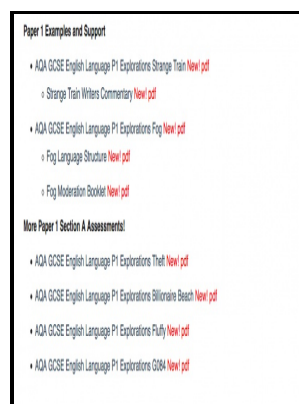 Paper 1 Examples and Support
• AQA GCSE English Language P1 Explorations Strange Train New! pdf
○ Strange Train Writers Commentary New! pdf
• AQA GCSE English Language P1 Explorations Fog New! pdf
○ Fog Language Structure New! pdf
○ Fog Moderation Booklet New! pdf
More Paper 1 Section A Assessments!
• AQA GCSE English Language P1 Explorations Theft New! pdf
• AQA GCSE English Language P1 Explorations Billionaire Beach New! pdf
• AQA GCSE English Language P1 Explorations Fluffy New! pdf
• AQA GCSE English Language P1 Explorations G084 New! pdf